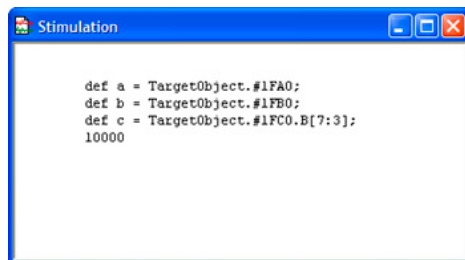 Stimulation
def a = TargetObject.#1FA0;
def b = TargetObject.#1FB0;
def c = TargetObject.#1FC0.B[7:3];
10000